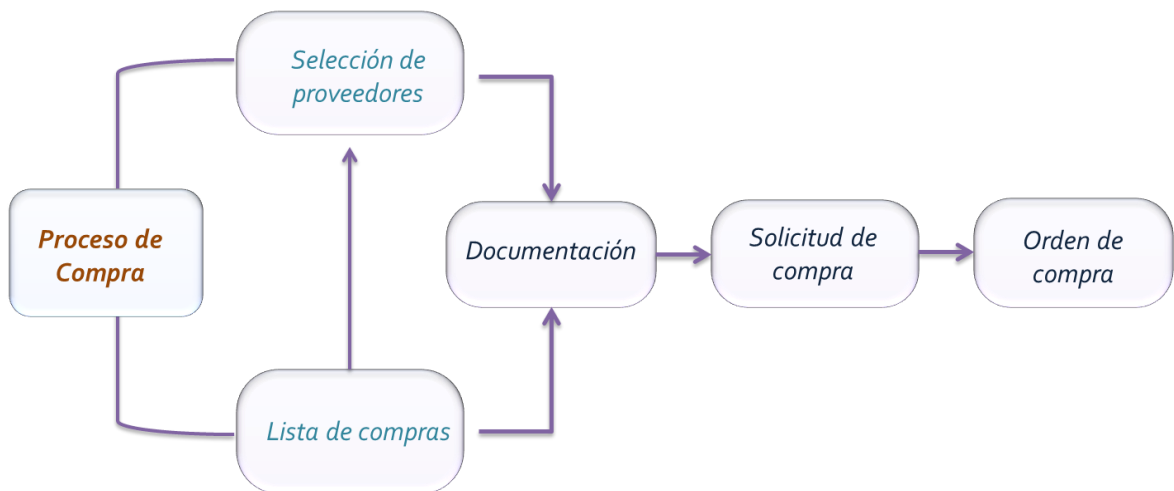 Selección de
proveedores
Proceso de
Compra
Documentación
Solicitud de
compra
Orden de
compra
Lista de compras